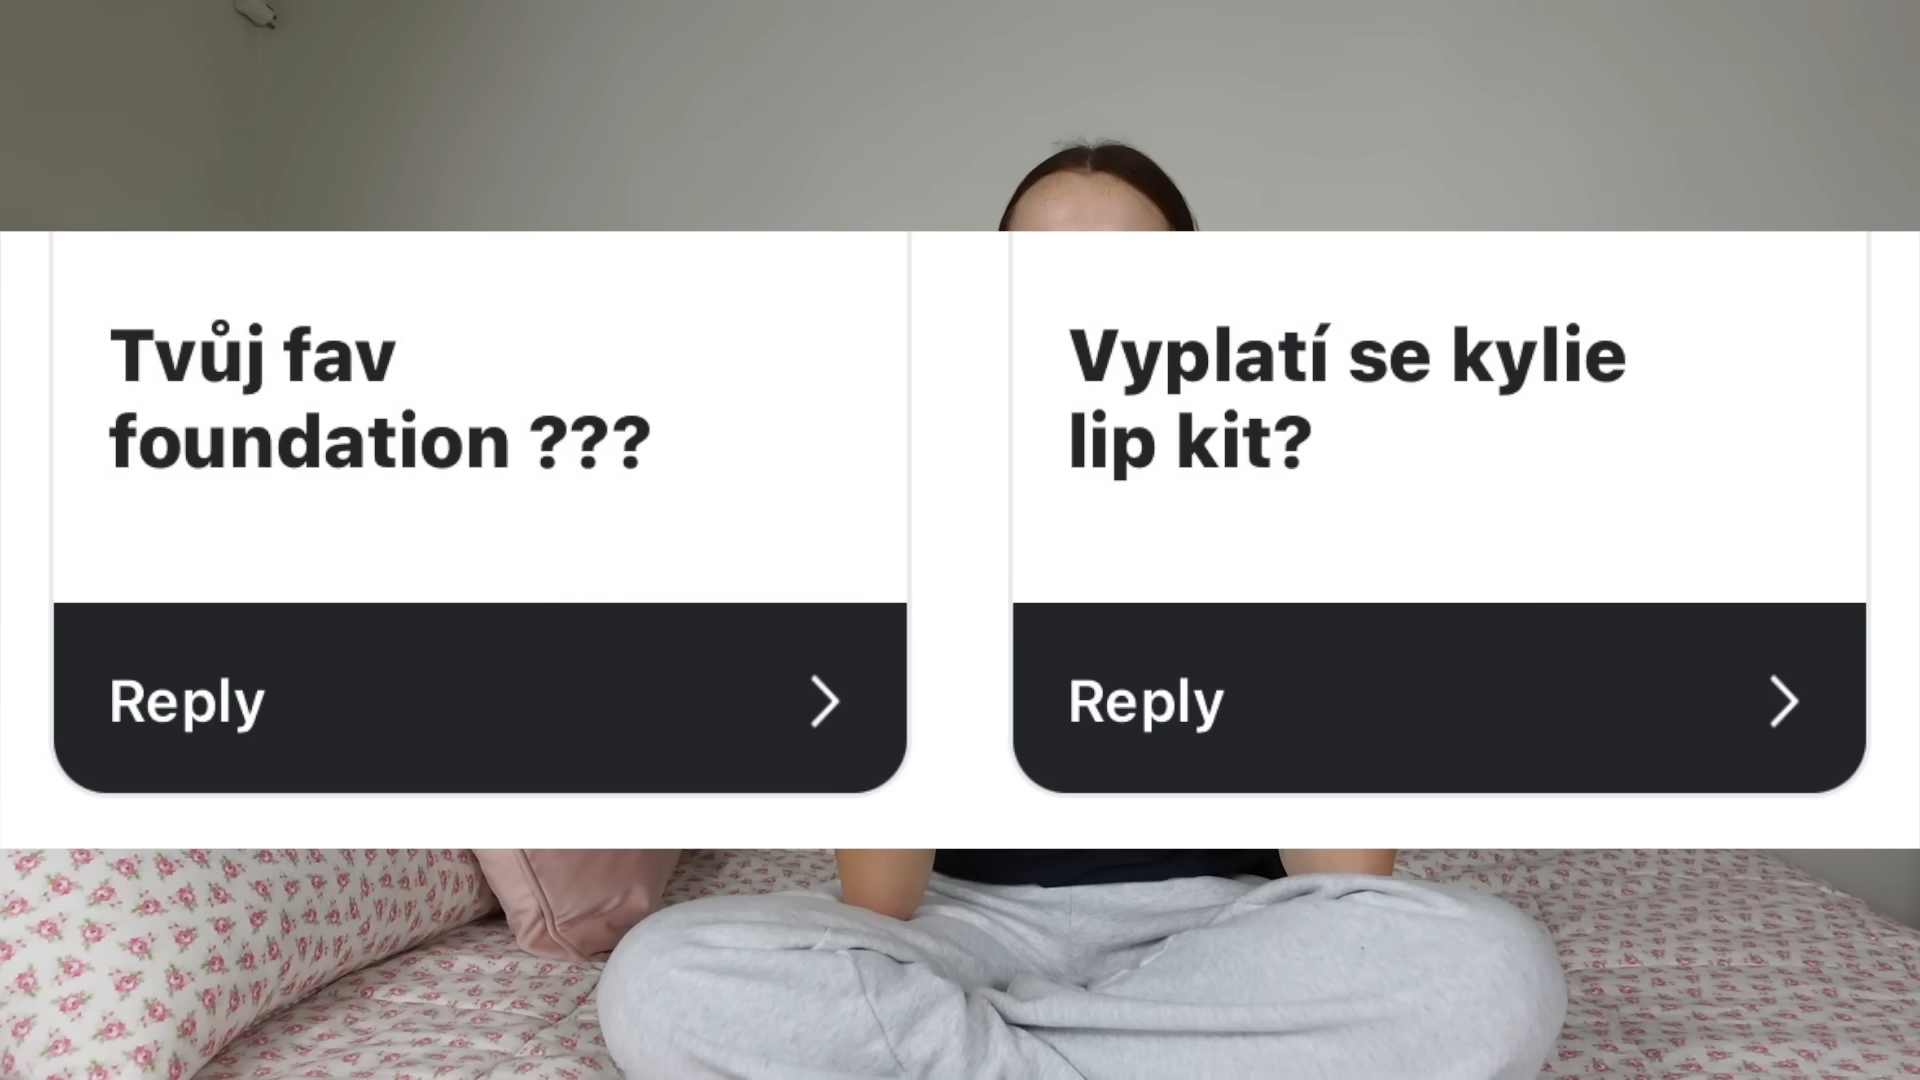 Tvůj fav
foundation ???
Reply
Vyplatí se kylie
lip kit?
Reply